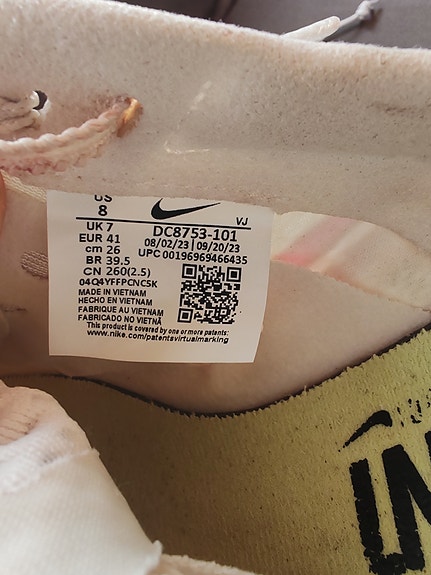 US
8
VJ
UK 7
DC8753-101
EUR 41
08/02/23 | 09/20/23
cm 26
UPC 00196969466435
BR 39.5
CN 260(2.5)
04Q4YFFPCNC5K
MADE IN VIETNAM
HECHO EN VIETNAM
FABRIQUE AU VIETNAM
FABRICADO NO VIETNÃ
This product is covered by one or more patents:
www.nike.com/patentsvirtualmarking